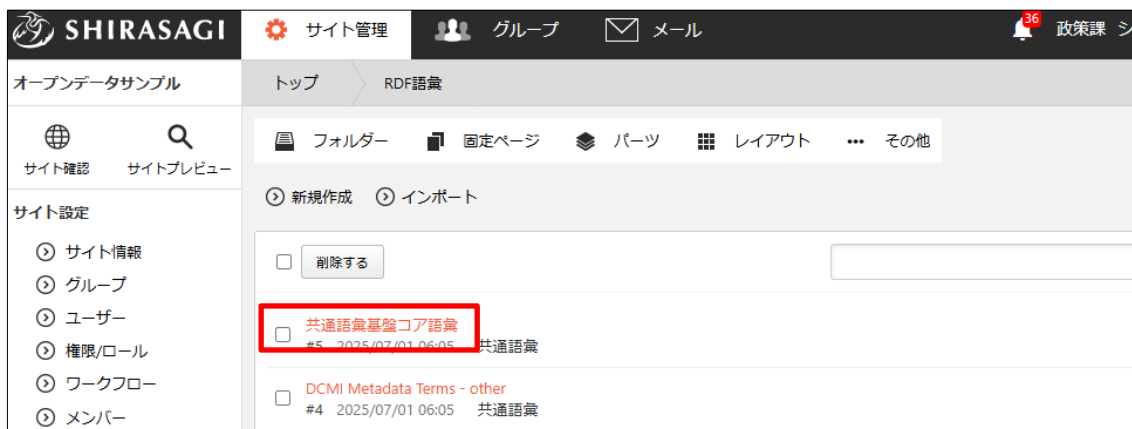 SHIRASAGI サイト管理 グループ メール 36 政策課 シ
オープンデータサンプル
トップ RDF語彙
サイト確認 サイトプレビュー
フォルダー 固定ページ パーツ レイアウト ••• その他
新規作成 インポート
サイト設定
サイト情報
グループ
ユーザー
権限/ロール
ワークフロー
メンバー
削除する
共通語彙基盤コア語彙
#5 2025/07/01 06:05 共通語彙
DCMI Metadata Terms - other
#4 2025/07/01 06:05 共通語彙